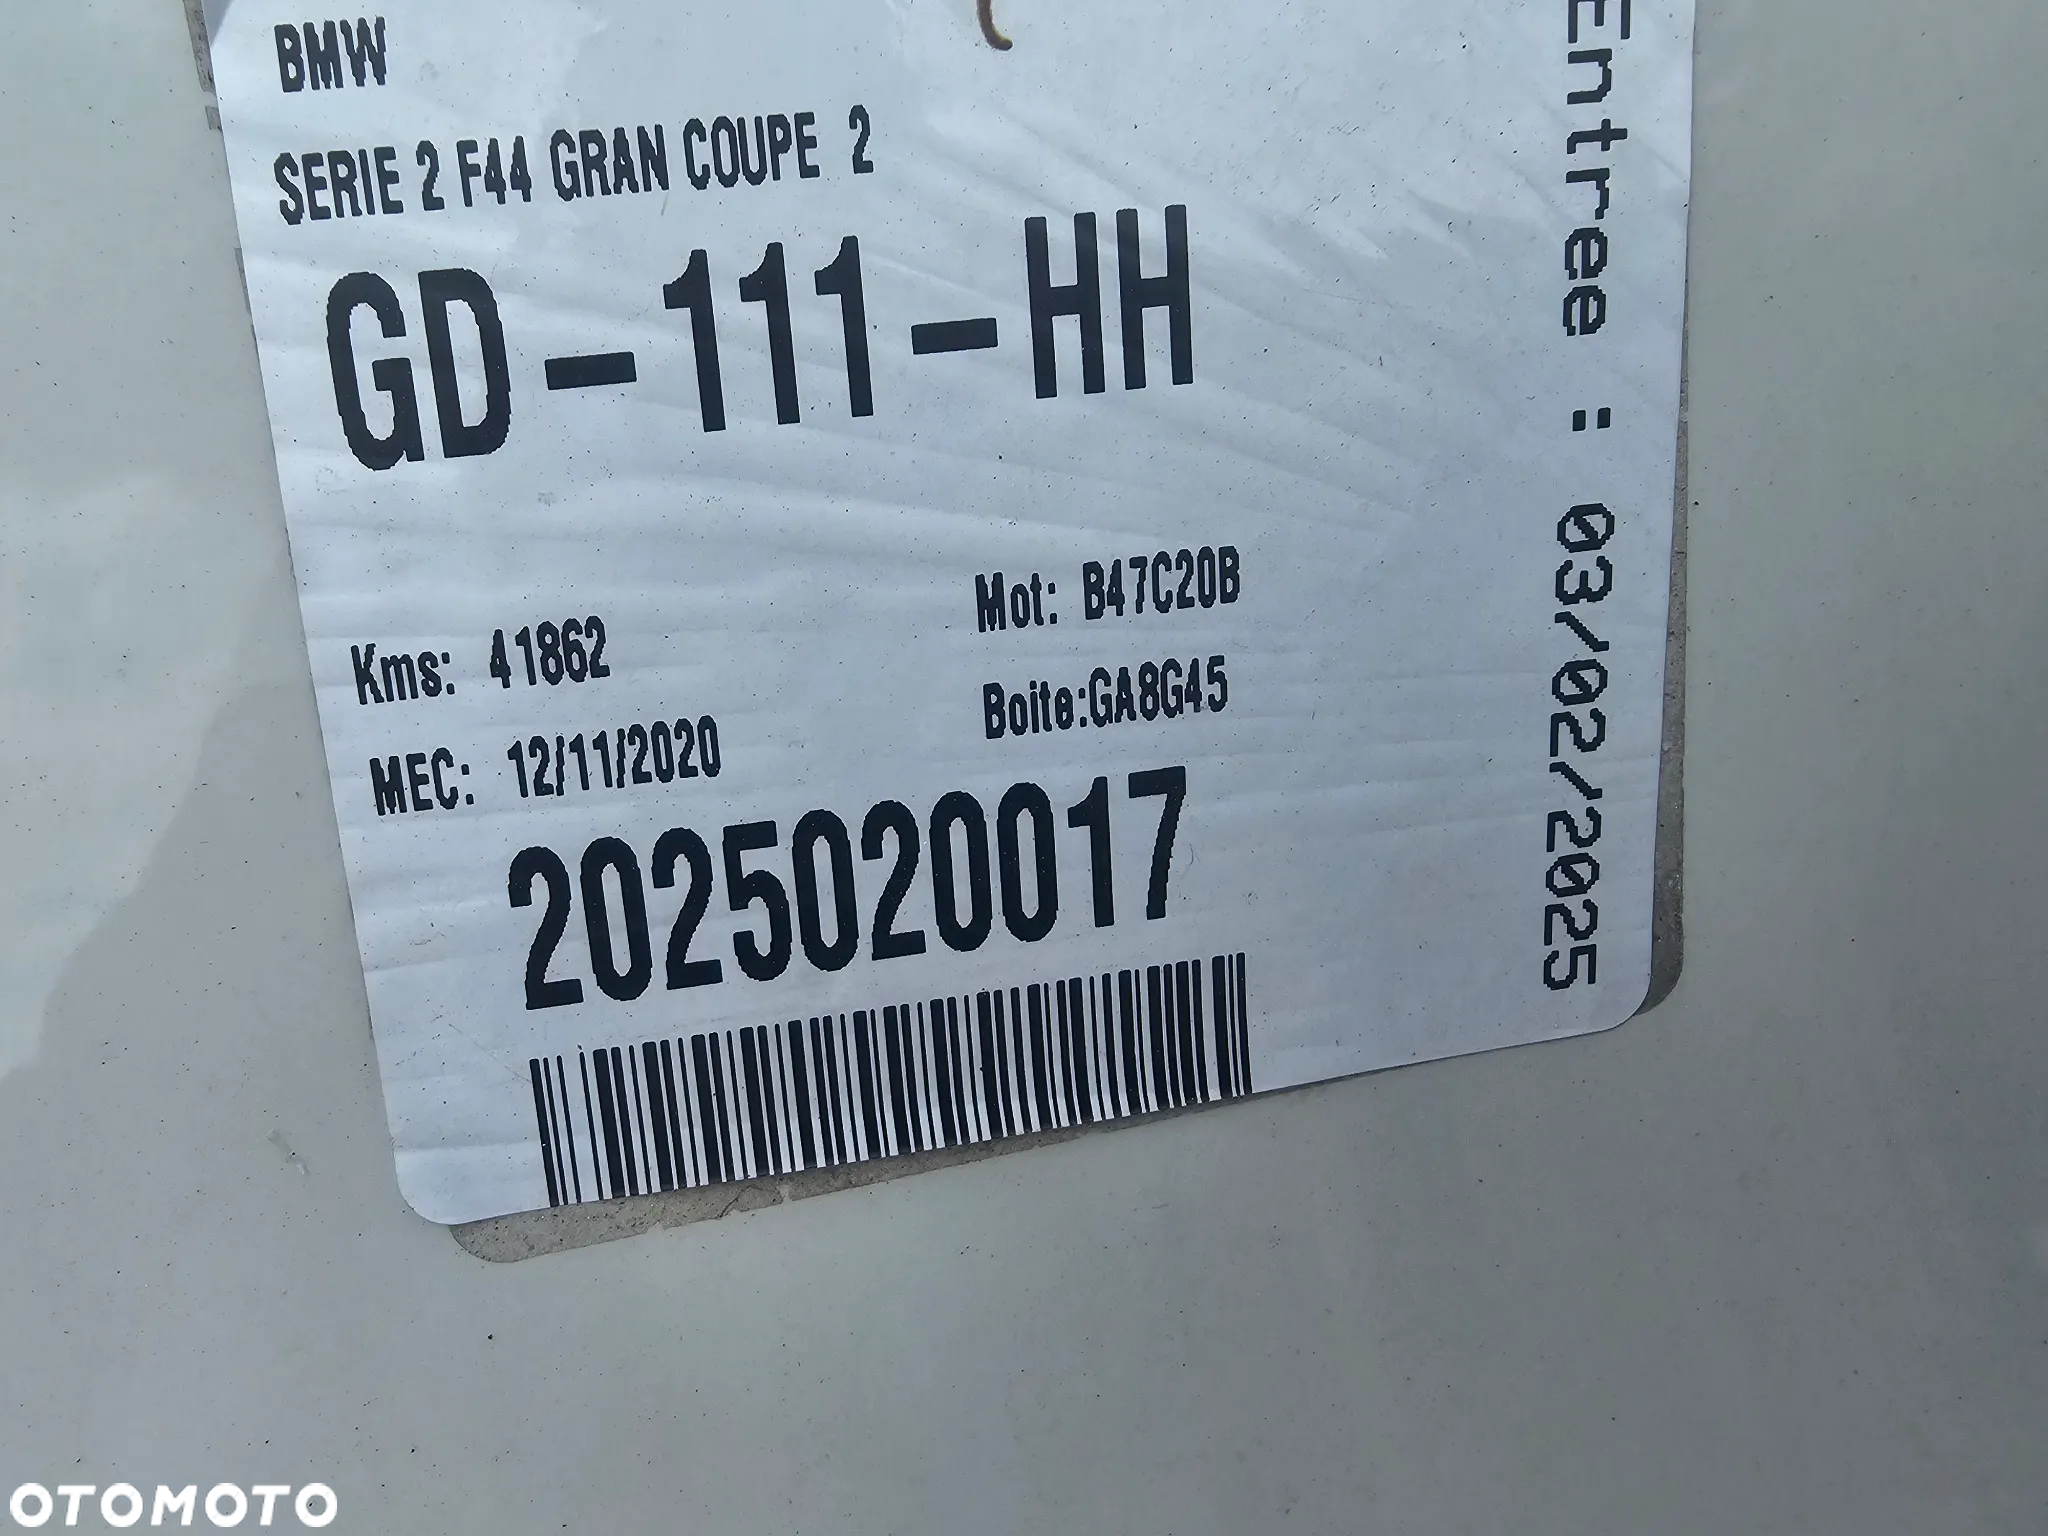 BMW
SERIE 2 F44 GRAN COUPE 2
GD-111-HH
Kms: 41862
Mot: B47C20B
MEC: 12/11/2020
Boite:GA8G45
2025020017
Entree : 03/02/2025
OTOMOTO